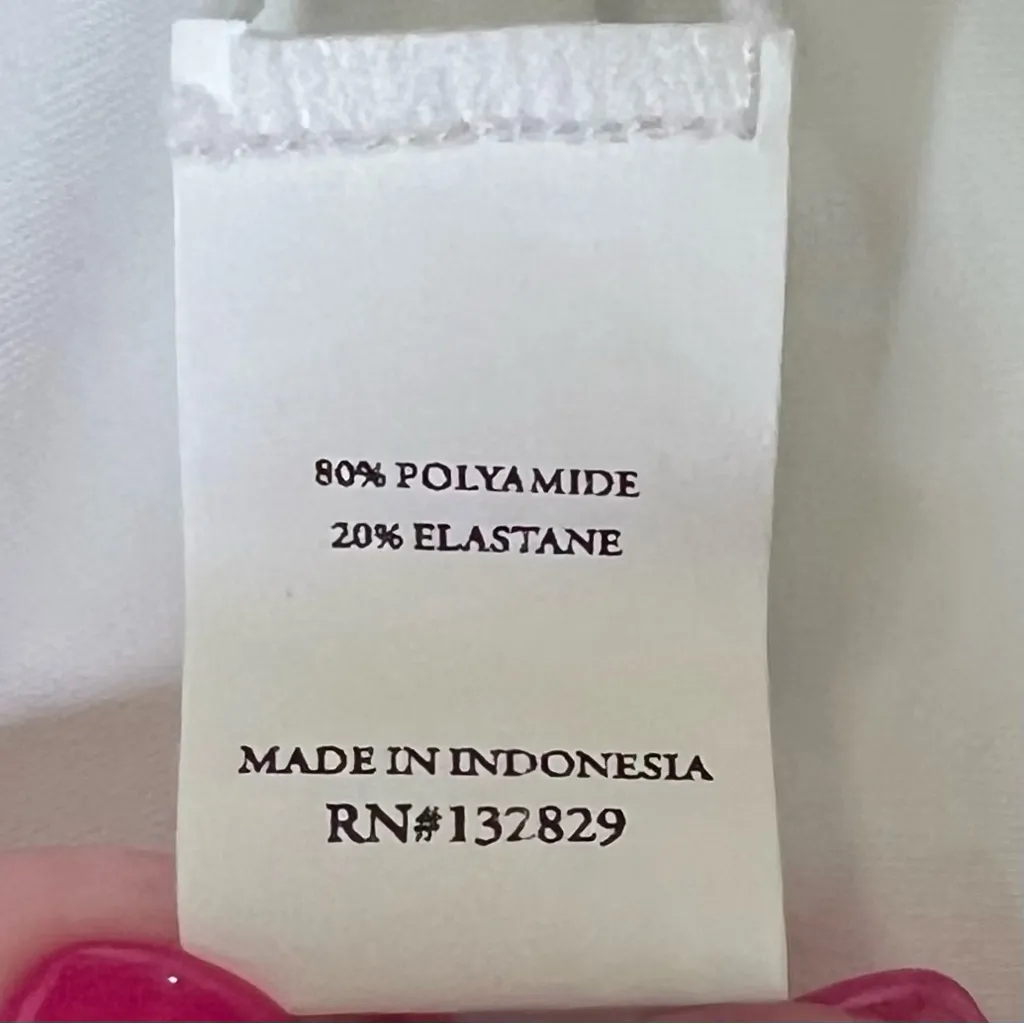 80% POLYAMIDE
20% ELASTANE
MADE IN INDONESIA
RN#132829